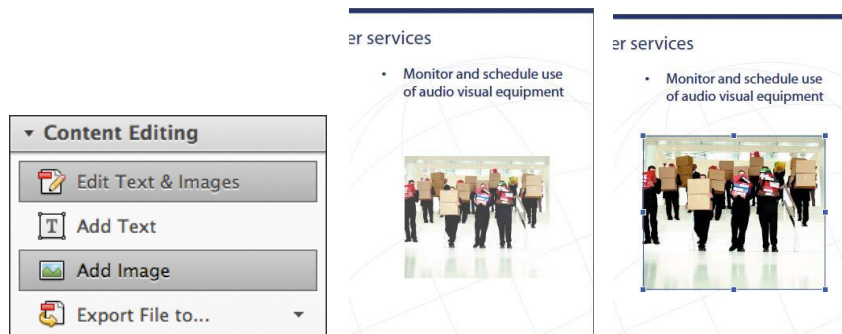 Content Editing
Edit Text & Images
T Add Text
Add Image
Export File to...
er services
• Monitor and schedule use
of audio visual equipment
er services
• Monitor and schedule use
of audio visual equipment